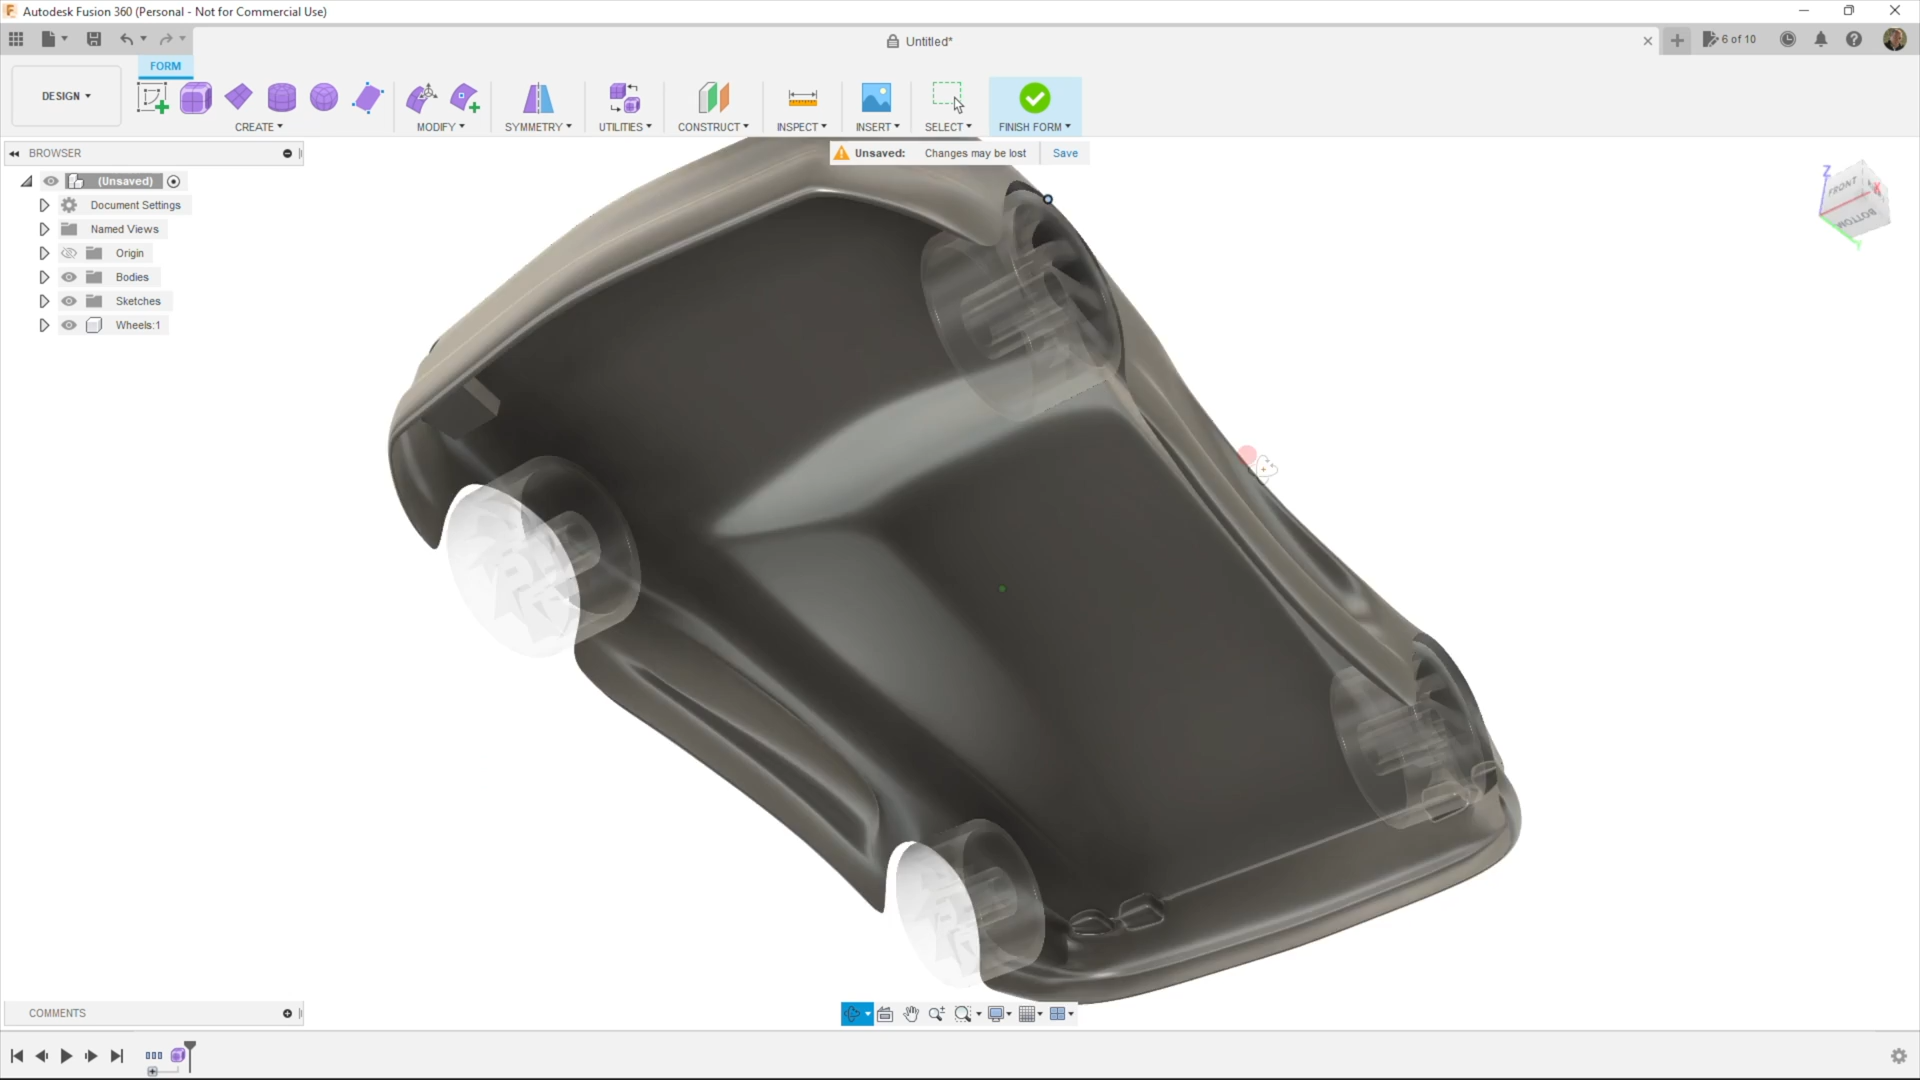 Autodesk Fusion 360 (Personal - Not for Commercial Use)
Untitled*
6 of 10
FORM
DESIGN
CREATE
MODIFY
SYMMETRY
UTILITIES
CONSTRUCT
INSPECT
INSERT
SELECT
FINISH FORM
BROWSER
Unsaved: Changes may be lost Save
(Unsaved)
Document Settings
Named Views
Origin
Bodies
Sketches
Wheels:1
Z
FRONT
X
BOTTOM
Y
COMMENTS